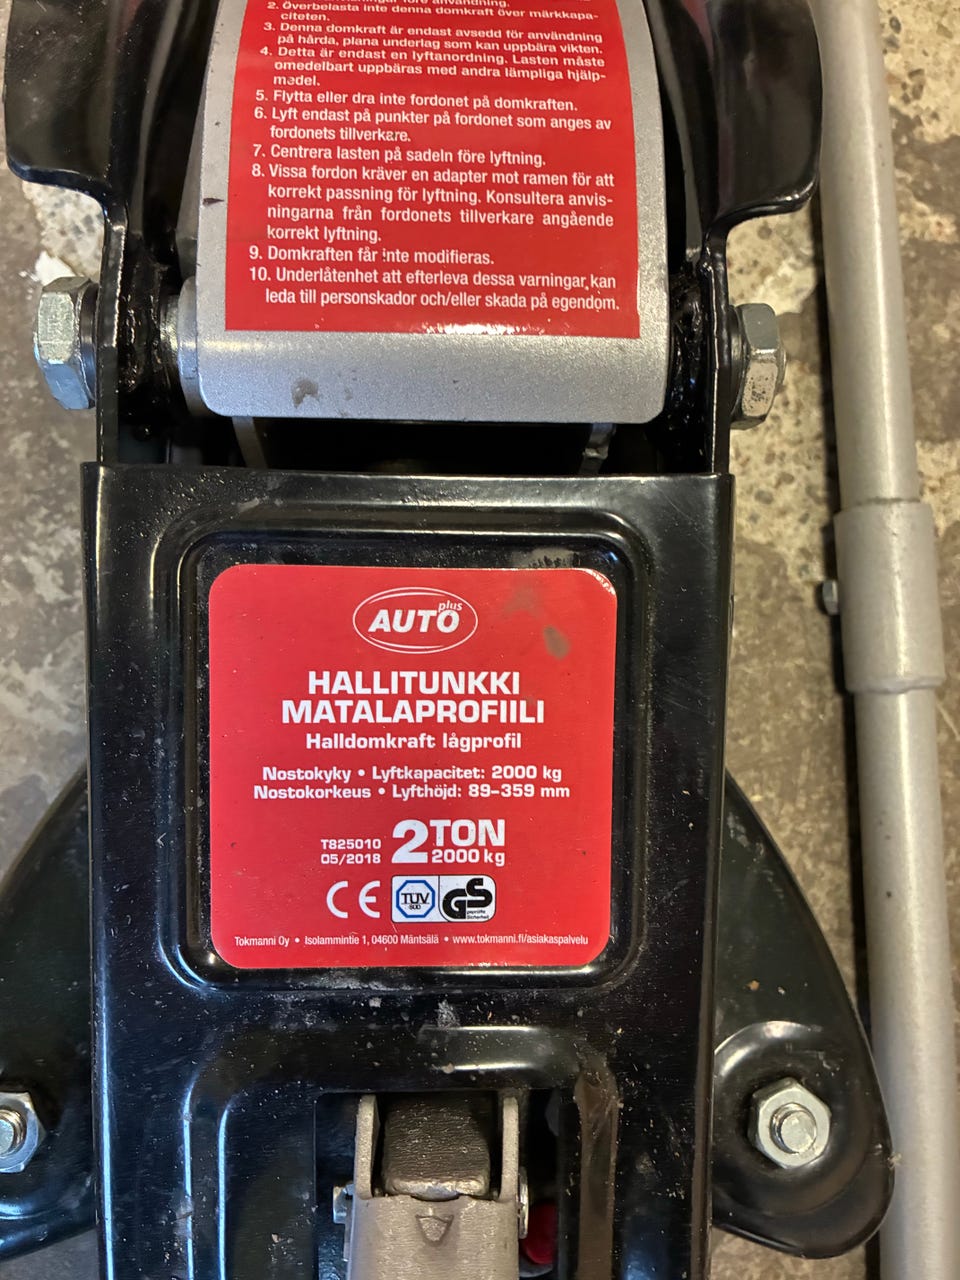 2. Överbelasta inte denna domkraft över märkkapa-
citeten.
3. Denna domkraft är endast avsedd för användning
på hårda, plana underlag som kan uppbära vikten.
4. Detta är endast en lyftanordning. Lasten måste
omedelbart uppbäras med andra lämpliga hjälp-
medel.
5. Flytta eller dra inte fordonet på domkraften.
6. Lyft endast på punkter på fordonet som anges av
fordonets tillverkare.
7. Centrera lasten på sadeln före lyftning.
8. Vissa fordon kräver en adapter mot ramen för att
korrekt passning för lyftning. Konsultera anvis-
ningarna från fordonets tillverkare angående
korrekt lyftning.
9. Domkraften får inte modifieras.
10. Underlåtenhet att efterleva dessa varningar kan
leda till personskador och/eller skada på egendom.
AUTO plus
HALLITUNKKI
MATALAPROFIILI
Halldomkraft lågprofil
Nostokyky • Lyftkapacitet: 2000 kg
Nostokorkeus • Lyfthöjd: 89-359 mm
T825010
05/2018
2 TON
2000 kg
CE
TÜV
SÜD
GS
geprüfte
Sicherheit
Tokmanni Oy • Isolammintie 1, 04600 Mäntsälä • www.tokmanni.fi/asiakaspalvelu